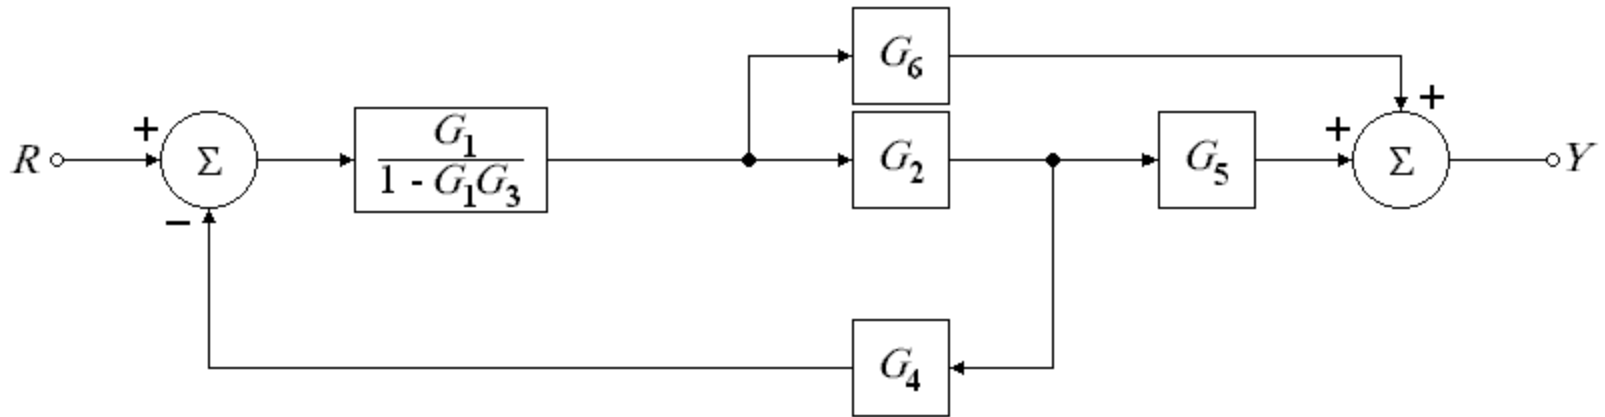 G6
+
+ + 
R Σ G1 G2 G5 Σ Y
1 - G1G3
−
G4